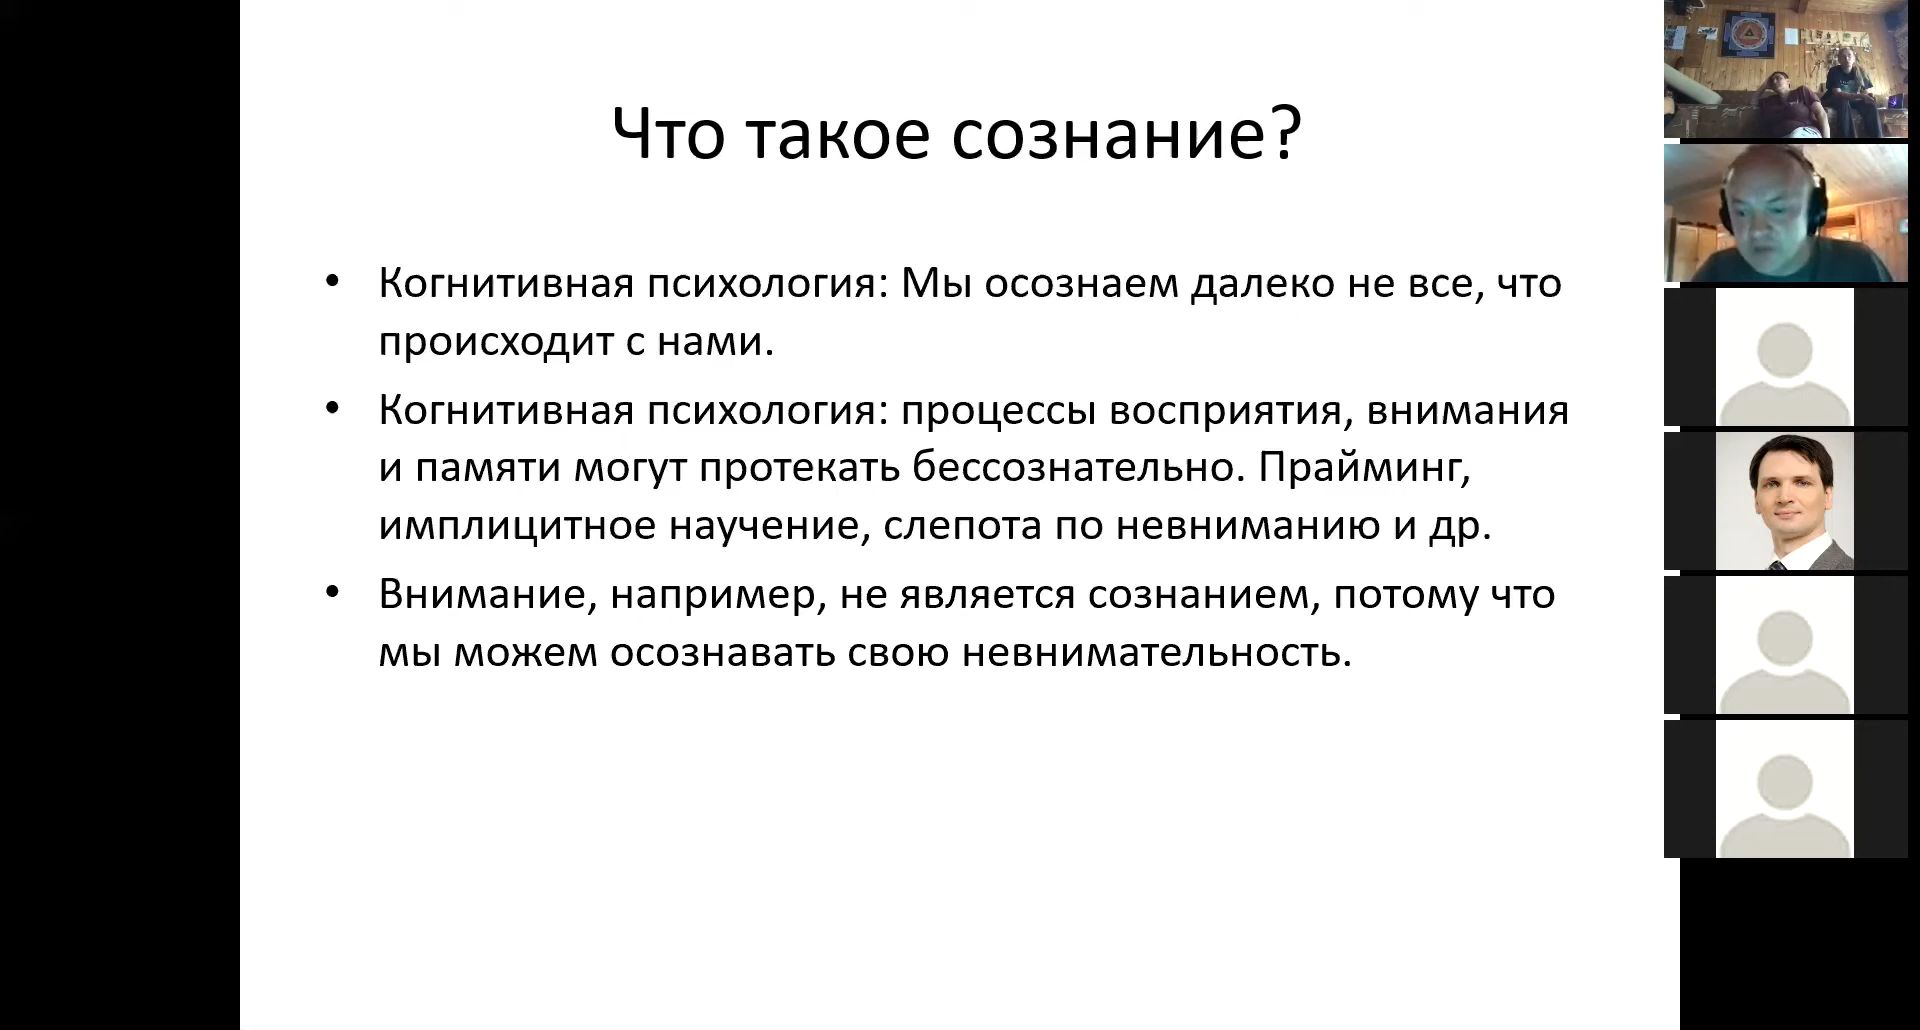 Что такое сознание?
• Когнитивная психология: Мы осознаем далеко не все, что
происходит с нами.
• Когнитивная психология: процессы восприятия, внимания
и памяти могут протекать бессознательно. Прайминг,
имплицитное научение, слепота по невниманию и др.
• Внимание, например, не является сознанием, потому что
мы можем осознавать свою невнимательность.